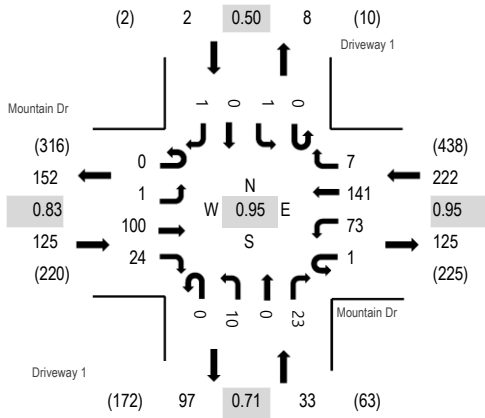 (2) 2 0.50 8 (10)
Driveway 1
1 0 1 0
Mountain Dr
(316) (438)
0 7
152 222
1 141
N
0.83 W 0.95 E 0.95
100 73
S
125 125
24 1
(220) (225)
0 10 0 23
Mountain Dr
Driveway 1
(172) 97 0.71 33 (63)